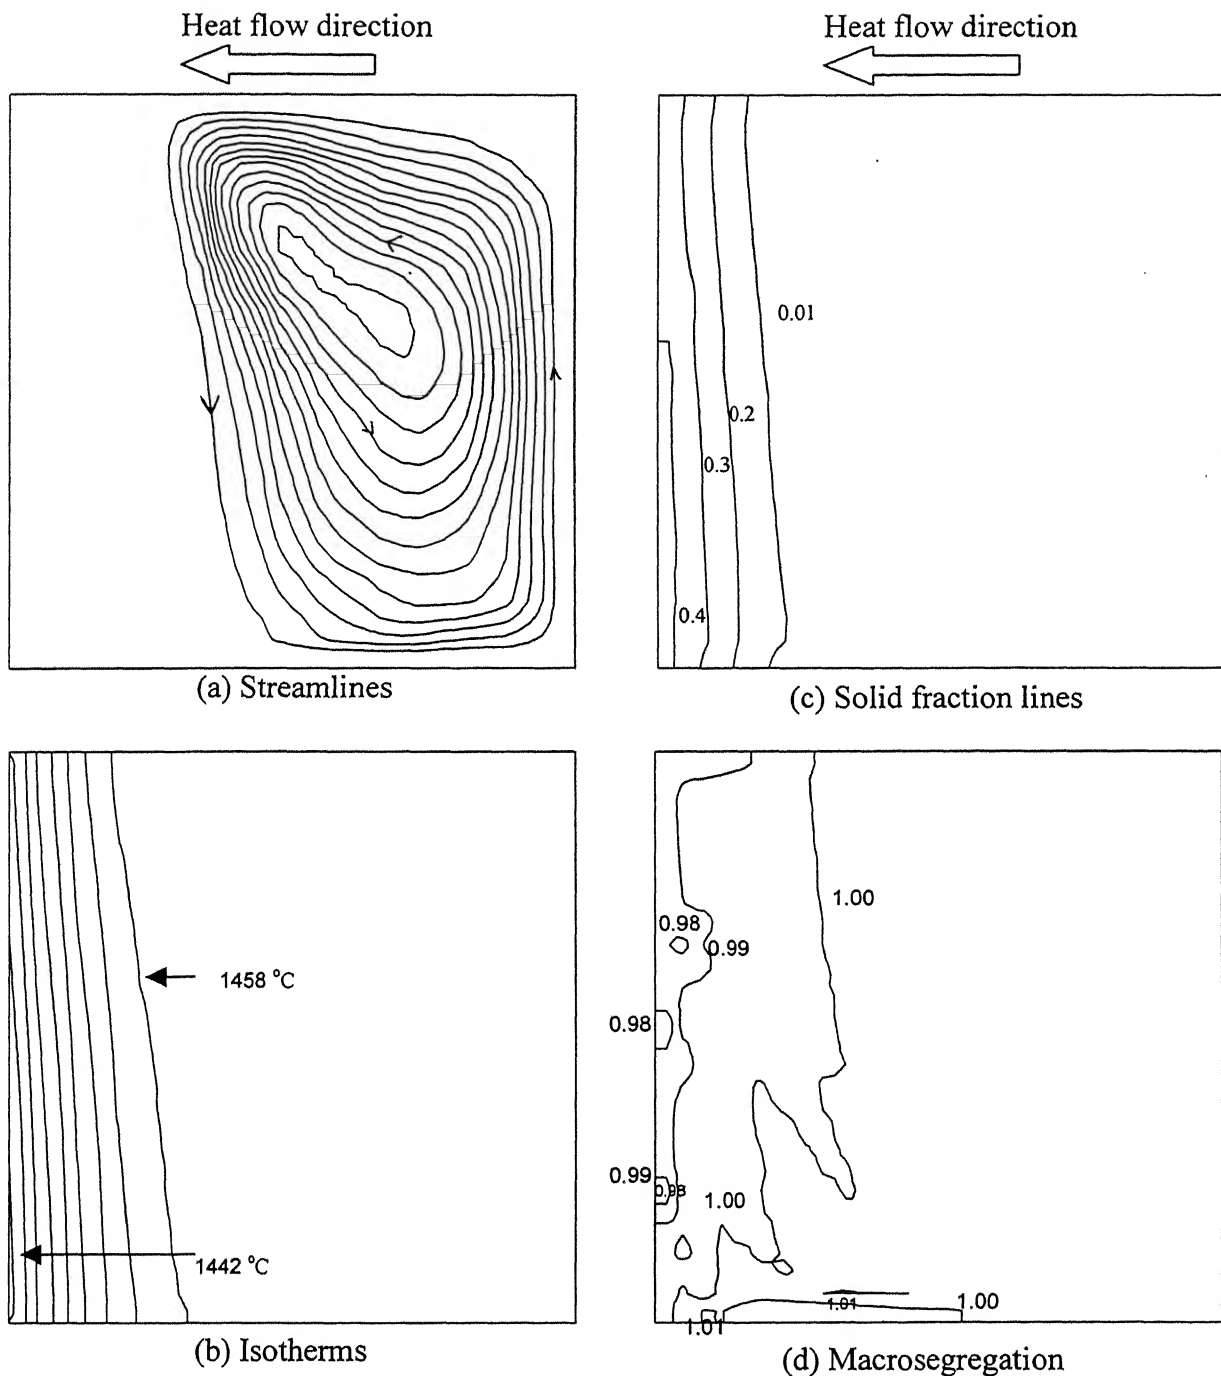 Heat flow direction
(a) Streamlines
Heat flow direction
0.01
0.2
0.3
0.4
(c) Solid fraction lines
1458 °C
1442 °C
(b) Isotherms
1.00
0.98
0.99
0.98
0.99
0.98
1.00
1.01
1.00
1.01
(d) Macrosegregation